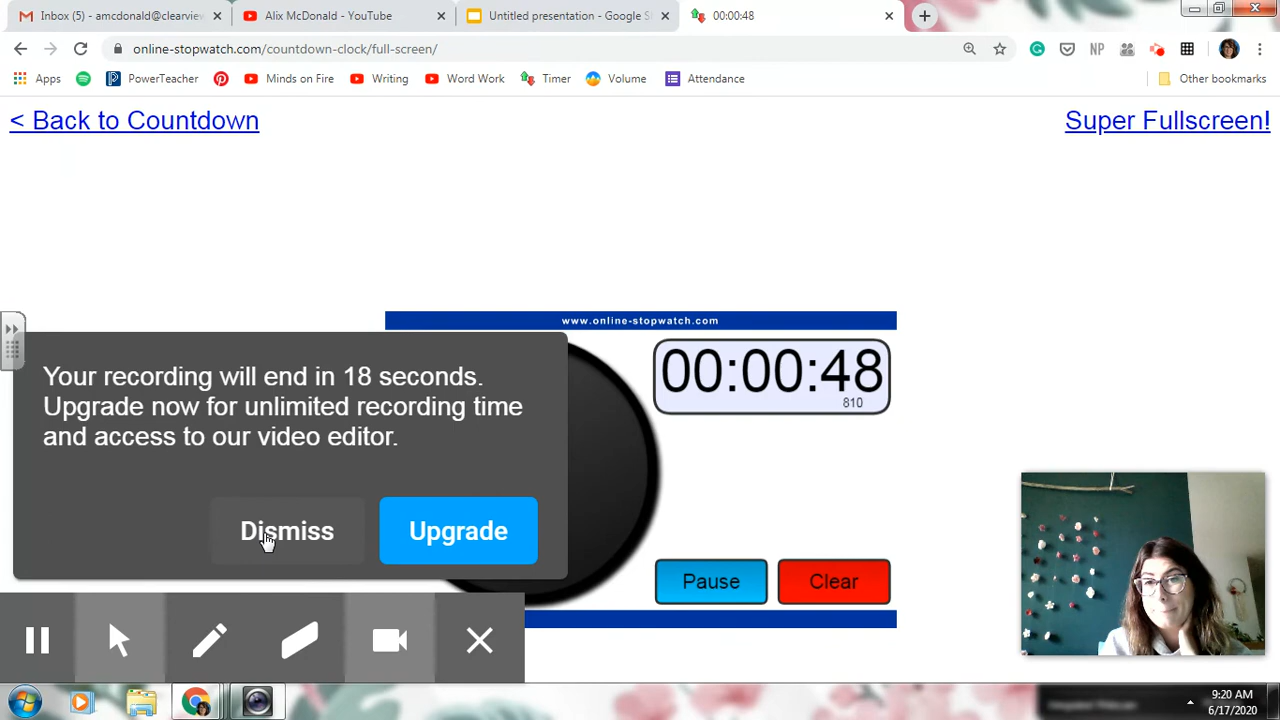 Inbox (5) - amcdonald@clearvie
Alix McDonald - YouTube
Untitled presentation - Google S
00:00:48
online-stopwatch.com/countdown-clock/full-screen/
NP
Apps
PowerTeacher
Minds on Fire
Writing
Word Work
Timer
Volume
Attendance
Other bookmarks
< Back to Countdown
Super Fullscreen!
www.online-stopwatch.com
00:00:48
810
Your recording will end in 18 seconds.
Upgrade now for unlimited recording time
and access to our video editor.
Dismiss
Upgrade
Pause
Clear
9:20 AM
6/17/2020